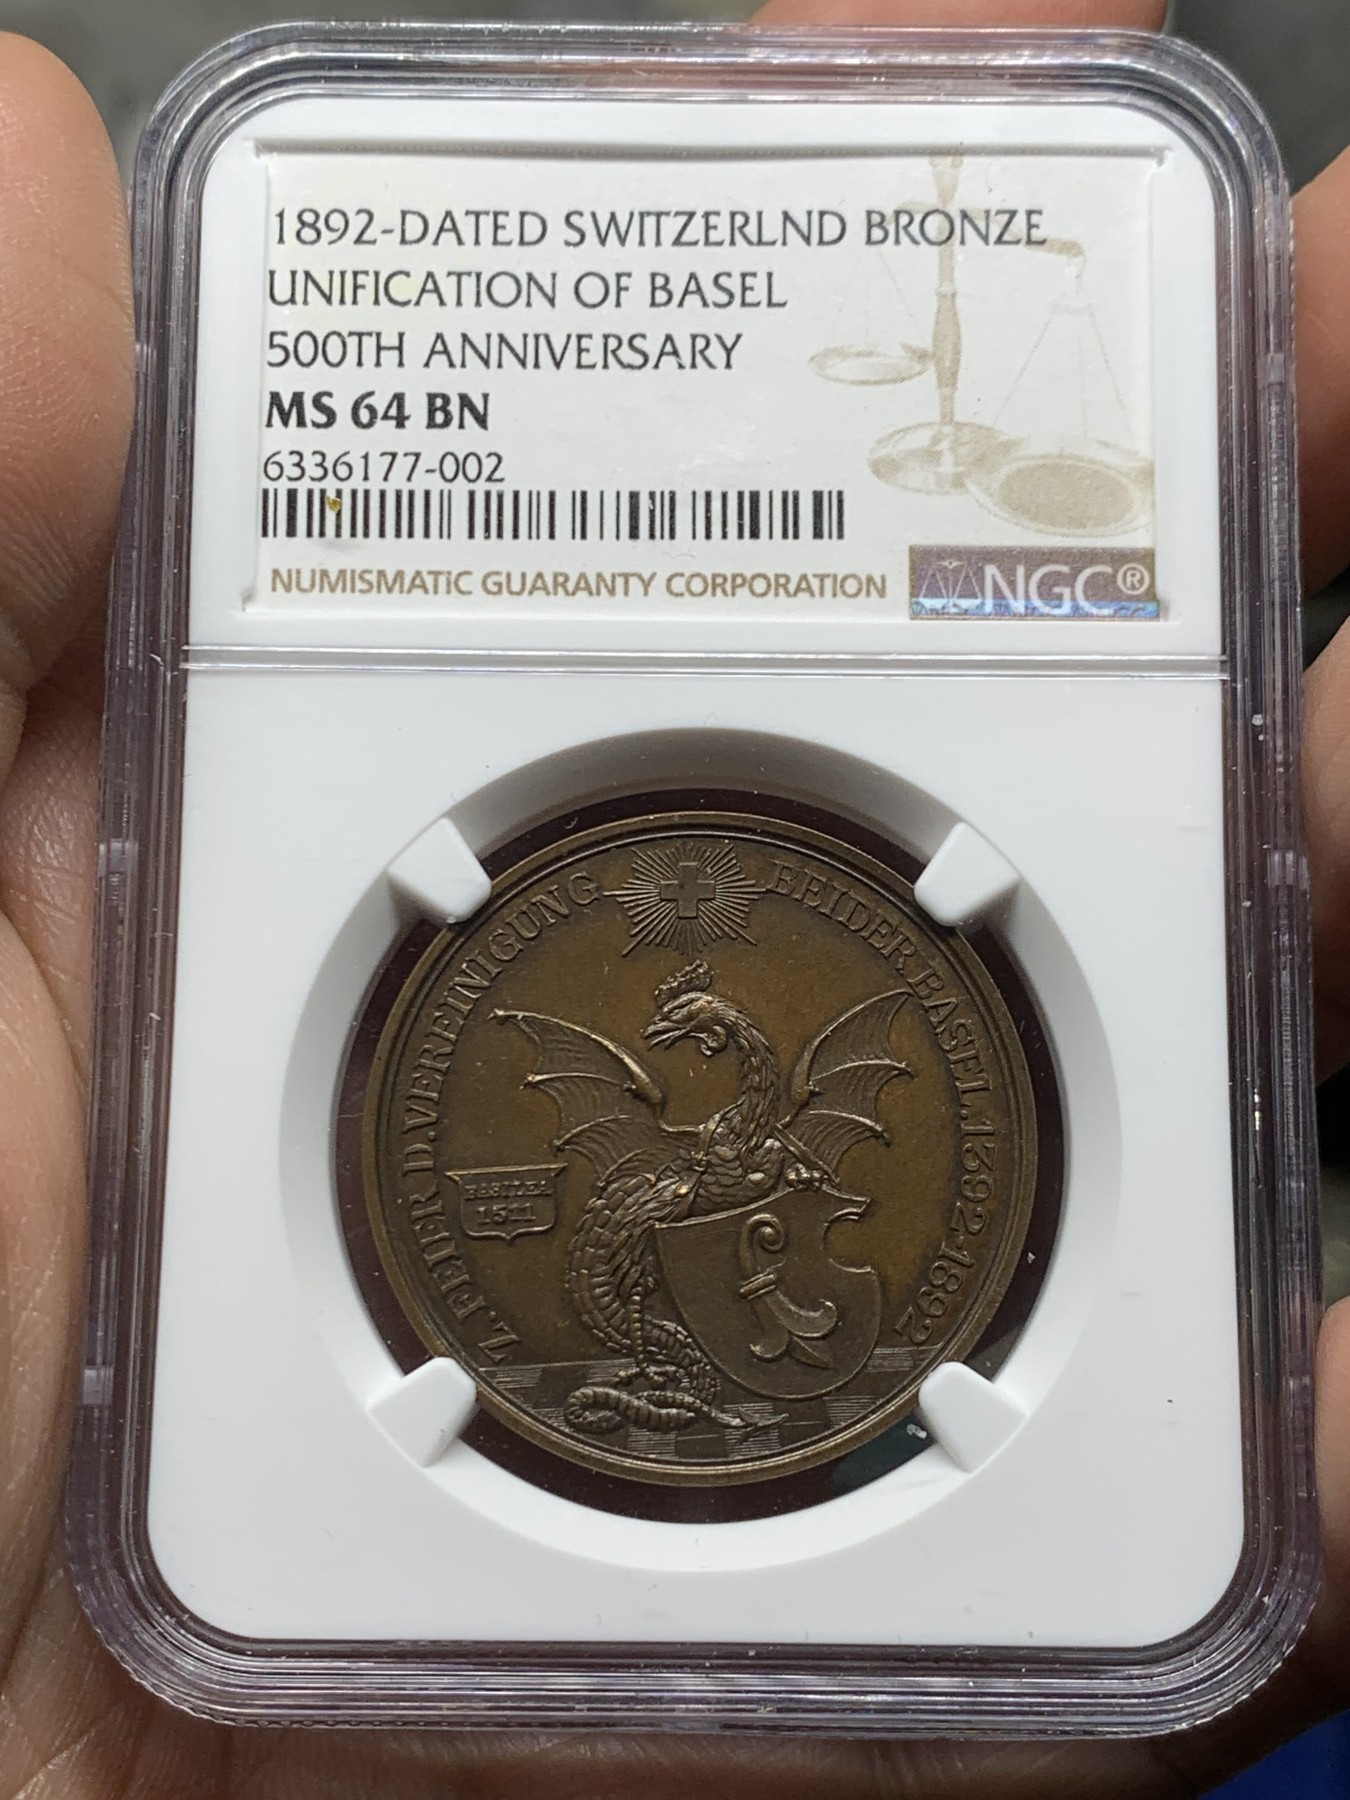 1892-DATED SWITZERLND BRONZE
UNIFICATION OF BASEL
500TH ANNIVERSARY
MS 64 BN
6336177-002
NUMISMATIC GUARANTY CORPORATION
NGC®
Z. FEIER D. VEREINIGUNG BEIDER BASEL. 1392-1892
BASILEA
1511